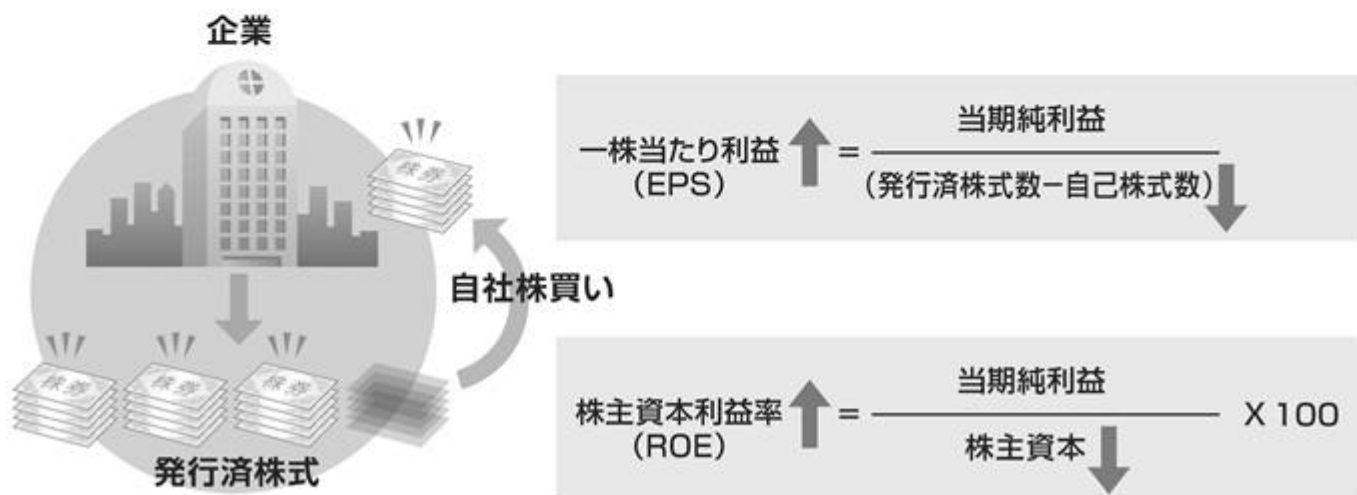 企業
株券
自社株買い
株券
株券
株券
発行済株式
一株当たり利益
(EPS)
=
当期純利益
(発行済株式数−自己株式数)
株主資本利益率
(ROE)
=
当期純利益
株主資本
X 100